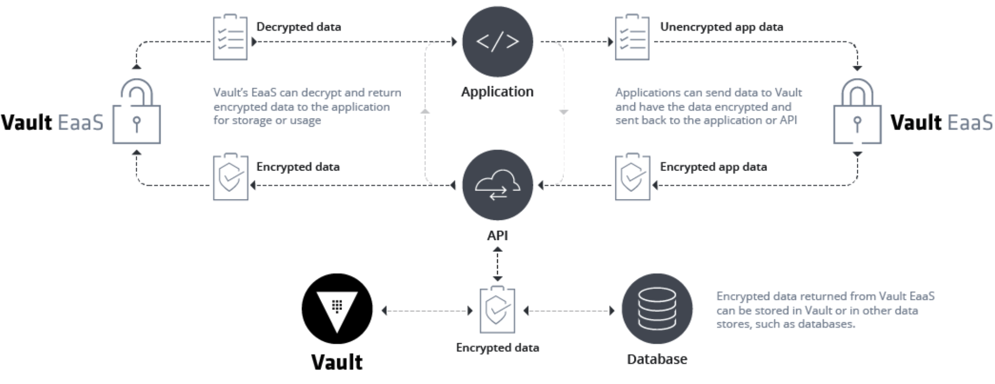 Decrypted data
Unencrypted app data
Application
Vault's EaaS can decrypt and return
encrypted data to the application
for storage or usage
Applications can send data to Vault
and have the data encrypted and
sent back to the application or API
Vault EaaS
Vault EaaS
Encrypted data
Encrypted app data
API
Encrypted data returned from Vault EaaS
can be stored in Vault or in other data
stores, such as databases.
Encrypted data
Vault
Database